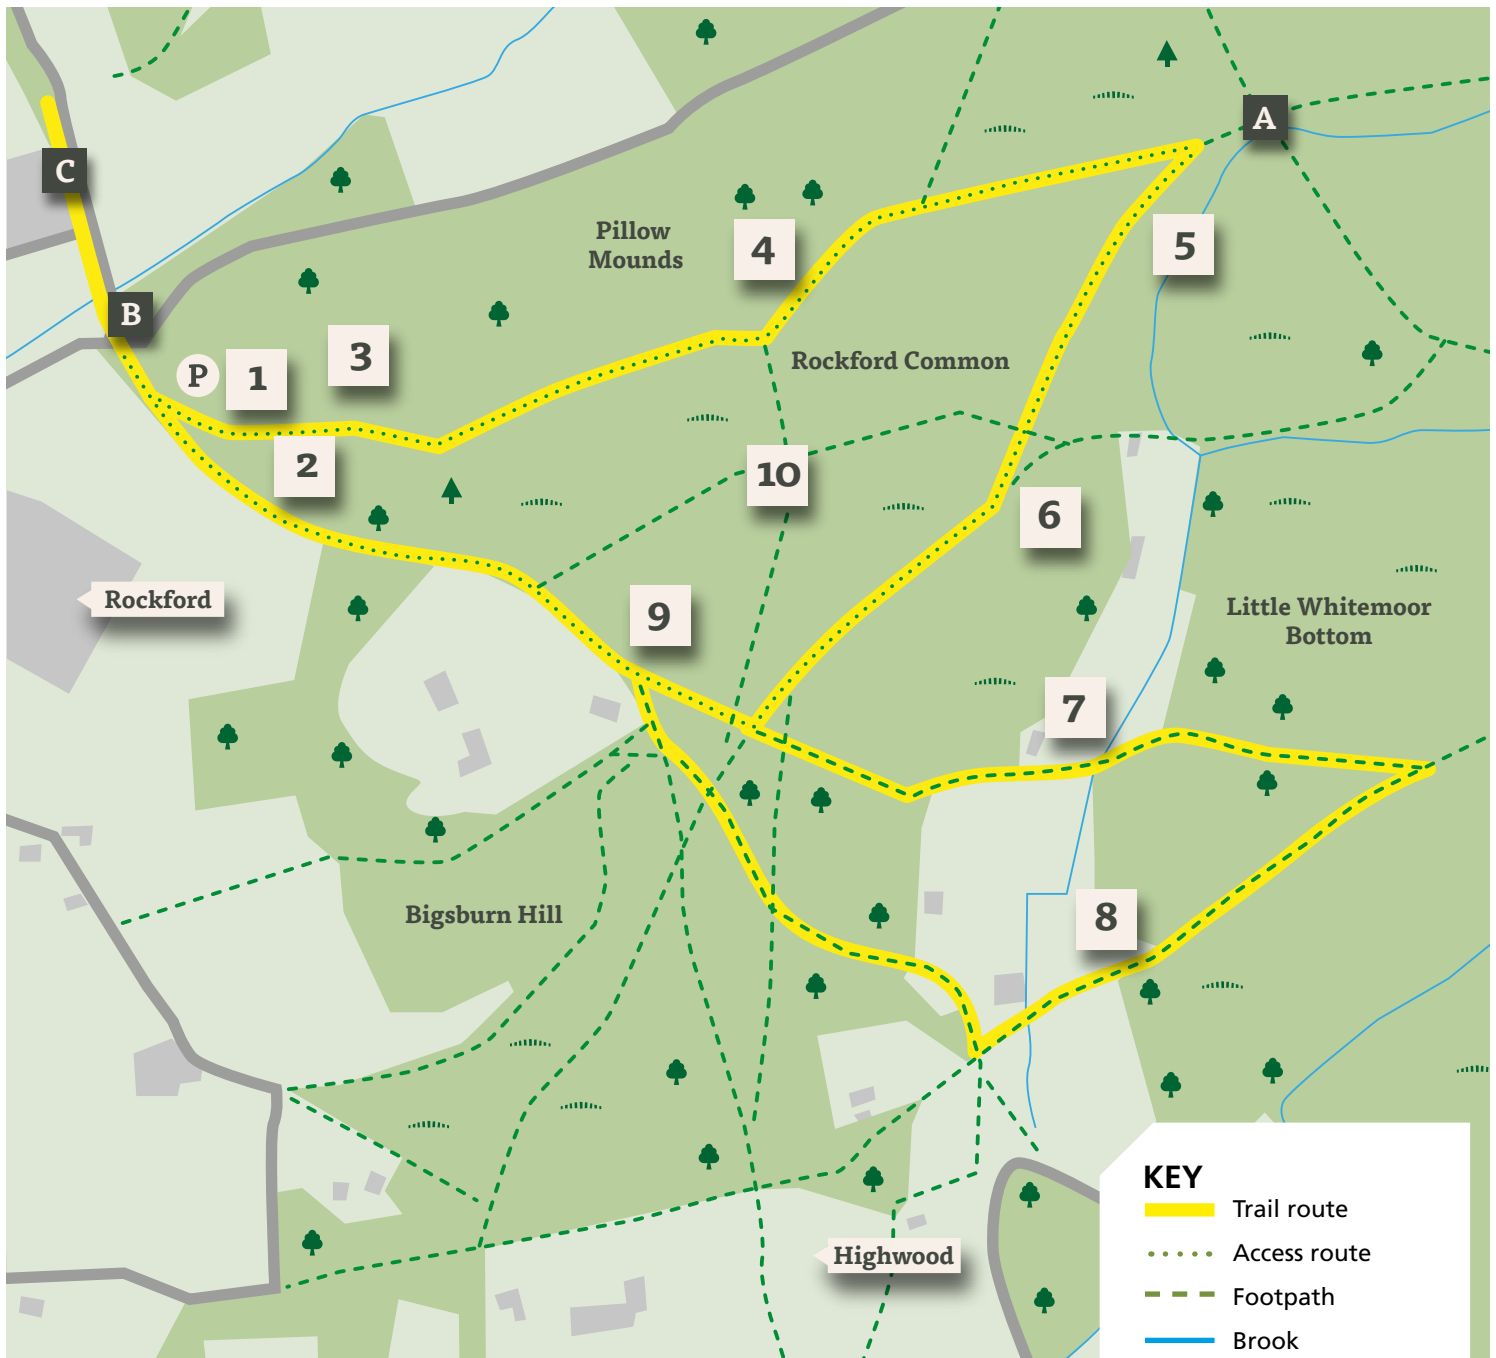 A
C
Pillow
Mounds
4
5
B
P
1
3
Rockford Common
2
10
6
Rockford
9
Little Whitemoor
Bottom
7
Bigsburn Hill
8
Highwood
KEY
Trail route
Access route
Footpath
Brook